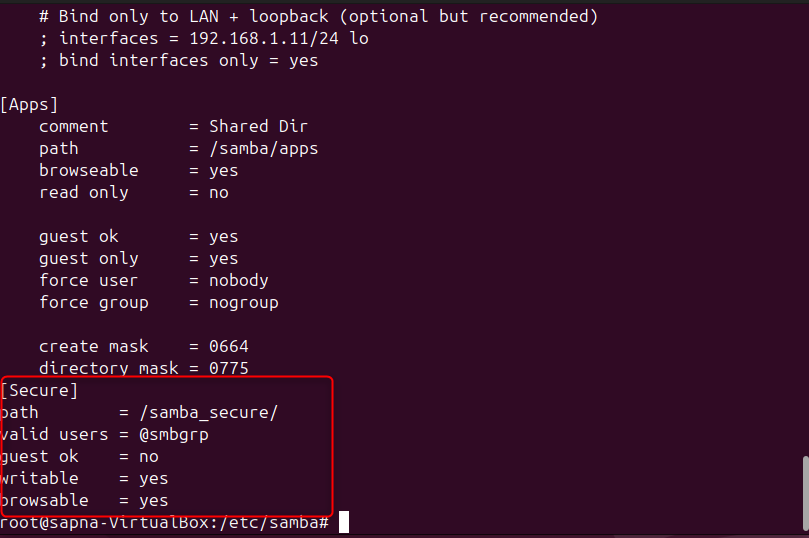 # Bind only to LAN + loopback (optional but recommended)
; interfaces = 192.168.1.11/24 lo
; bind interfaces only = yes
[Apps]
comment = Shared Dir
path = /samba/apps
browseable = yes
read only = no
guest ok = yes
guest only = yes
force user = nobody
force group = nogroup
create mask = 0664
directory mask = 0775
[Secure]
path = /samba_secure/
valid users = @smbgrp
guest ok = no
writable = yes
browsable = yes
root@sapna-VirtualBox:/etc/samba#